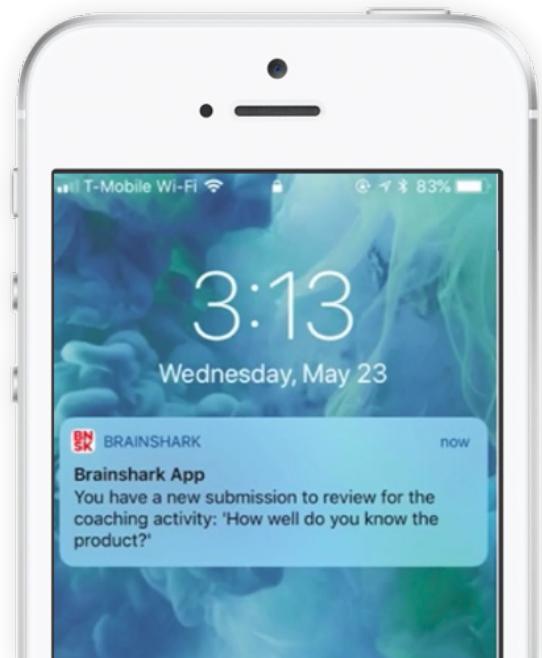 T-Mobile Wi-Fi 83%
3:13
Wednesday, May 23
BN
SK
BRAINSHARK now
Brainshark App
You have a new submission to review for the
coaching activity: 'How well do you know the
product?'